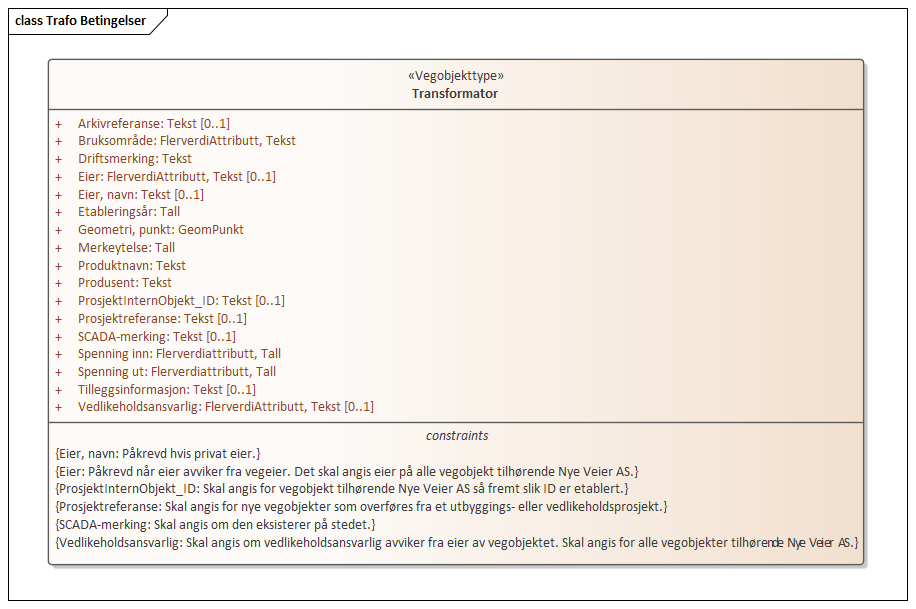 class Trafo Betingelser
«Vegobjekttype»
Transformator
+ Arkivreferanse: Tekst [0..1]
+ Bruksområde: FlerverdiAttributt, Tekst
+ Driftsmerking: Tekst
+ Eier: FlerverdiAttributt, Tekst [0..1]
+ Eier, navn: Tekst [0..1]
+ Etableringsår: Tall
+ Geometri, punkt: GeomPunkt
+ Merkeytelse: Tall
+ Produktnavn: Tekst
+ Produsent: Tekst
+ ProsjektInternObjekt_ID: Tekst [0..1]
+ Prosjektreferanse: Tekst [0..1]
+ SCADA-merking: Tekst [0..1]
+ Spenning inn: Flerverdiattributt, Tall
+ Spenning ut: Flerverdiattributt, Tall
+ Tilleggsinformasjon: Tekst [0..1]
+ Vedlikeholdsansvarlig: FlerverdiAttributt, Tekst [0..1]
constraints
{Eier, navn: Påkrevd hvis privat eier.}
{Eier: Påkrevd når eier avviker fra vegeier. Det skal angis eier på alle vegobjekt tilhørende Nye Veier AS.}
{ProsjektInternObjekt_ID: Skal angis for vegobjekt tilhørende Nye Veier AS så fremt slik ID er etablert.}
{Prosjektreferanse: Skal angis for nye vegobjekter som overføres fra et utbyggings- eller vedlikeholdsprosjekt.}
{SCADA-merking: Skal angis om den eksisterer på stedet.}
{Vedlikeholdsansvarlig: Skal angis om vedlikeholdsansvarlig avviker fra eier av vegobjektet. Skal angis for alle vegobjekter tilhørende Nye Veier AS.}